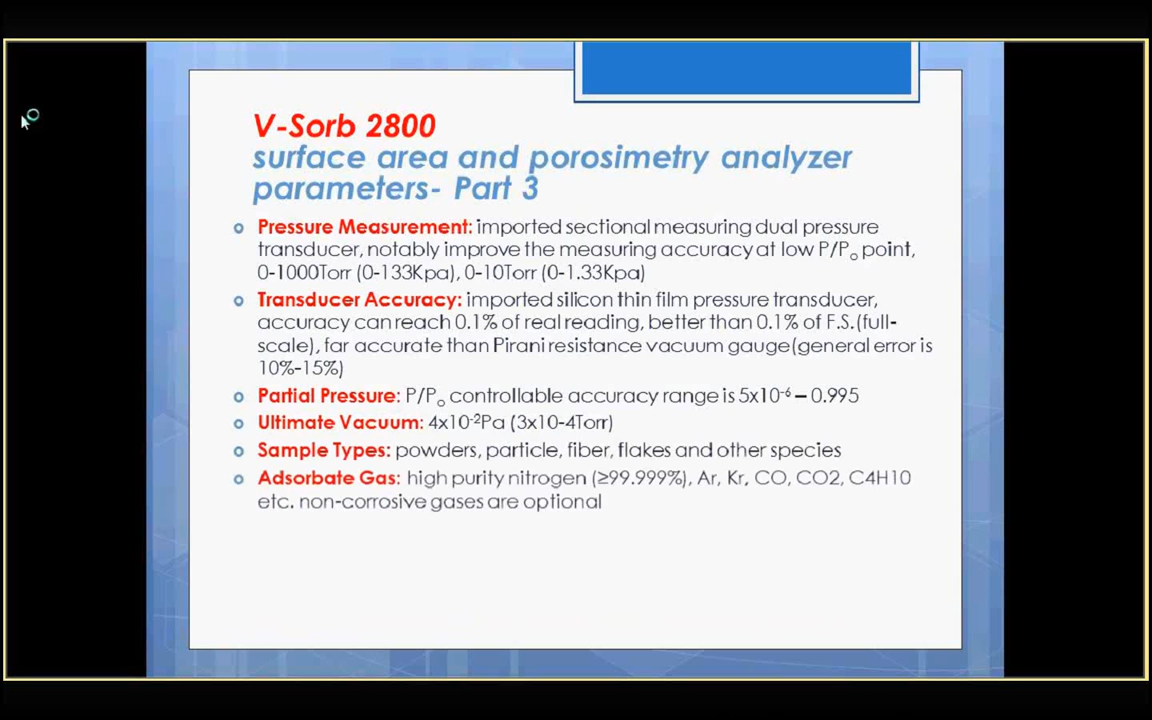 V-Sorb 2800
surface area and porosimetry analyzer
parameters- Part 3
Pressure Measurement: imported sectional measuring dual pressure
transducer, notably improve the measuring accuracy at low P/Pₒ point,
0-1000Torr (0-133Kpa), 0-10Torr (0-1.33Kpa)
Transducer Accuracy: imported silicon thin film pressure transducer,
accuracy can reach 0.1% of real reading, better than 0.1% of F.S.(full-
scale), far accurate than Pirani resistance vacuum gauge(general error is
10%-15%)
Partial Pressure: P/Pₒ controllable accuracy range is 5x10⁻⁶ – 0.995
Ultimate Vacuum: 4x10⁻²Pa (3x10-4Torr)
Sample Types: powders, particle, fiber, flakes and other species
Adsorbate Gas: high purity nitrogen (≥99.999%), Ar, Kr, CO, CO2, C4H10
etc. non-corrosive gases are optional